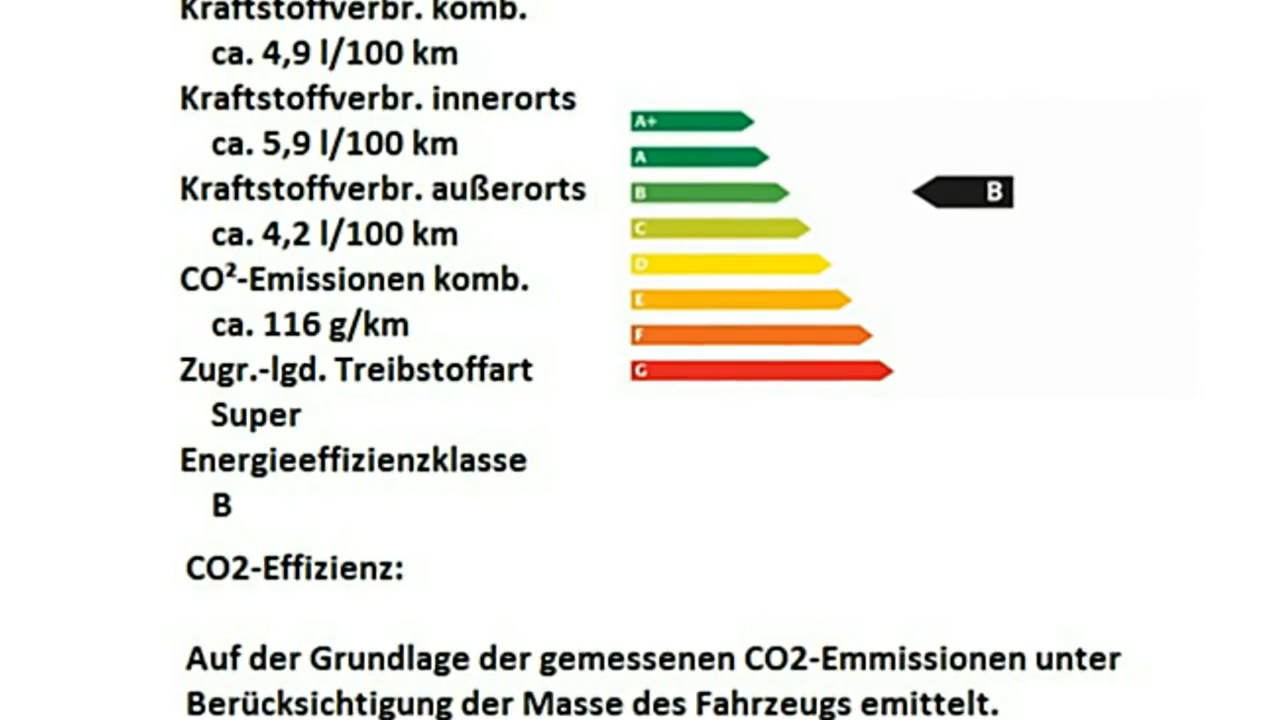 Kraftstoffverbr. komb.
ca. 4,9 l/100 km
Kraftstoffverbr. innerorts
ca. 5,9 l/100 km
Kraftstoffverbr. außerorts
ca. 4,2 l/100 km
CO²-Emissionen komb.
ca. 116 g/km
Zugr.-lgd. Treibstoffart
Super
Energieeffizienzklasse
B
A+
A
B
B
C
D
E
F
G
CO2-Effizienz:
Auf der Grundlage der gemessenen CO2-Emmissionen unter
Berücksichtigung der Masse des Fahrzeugs emittelt.